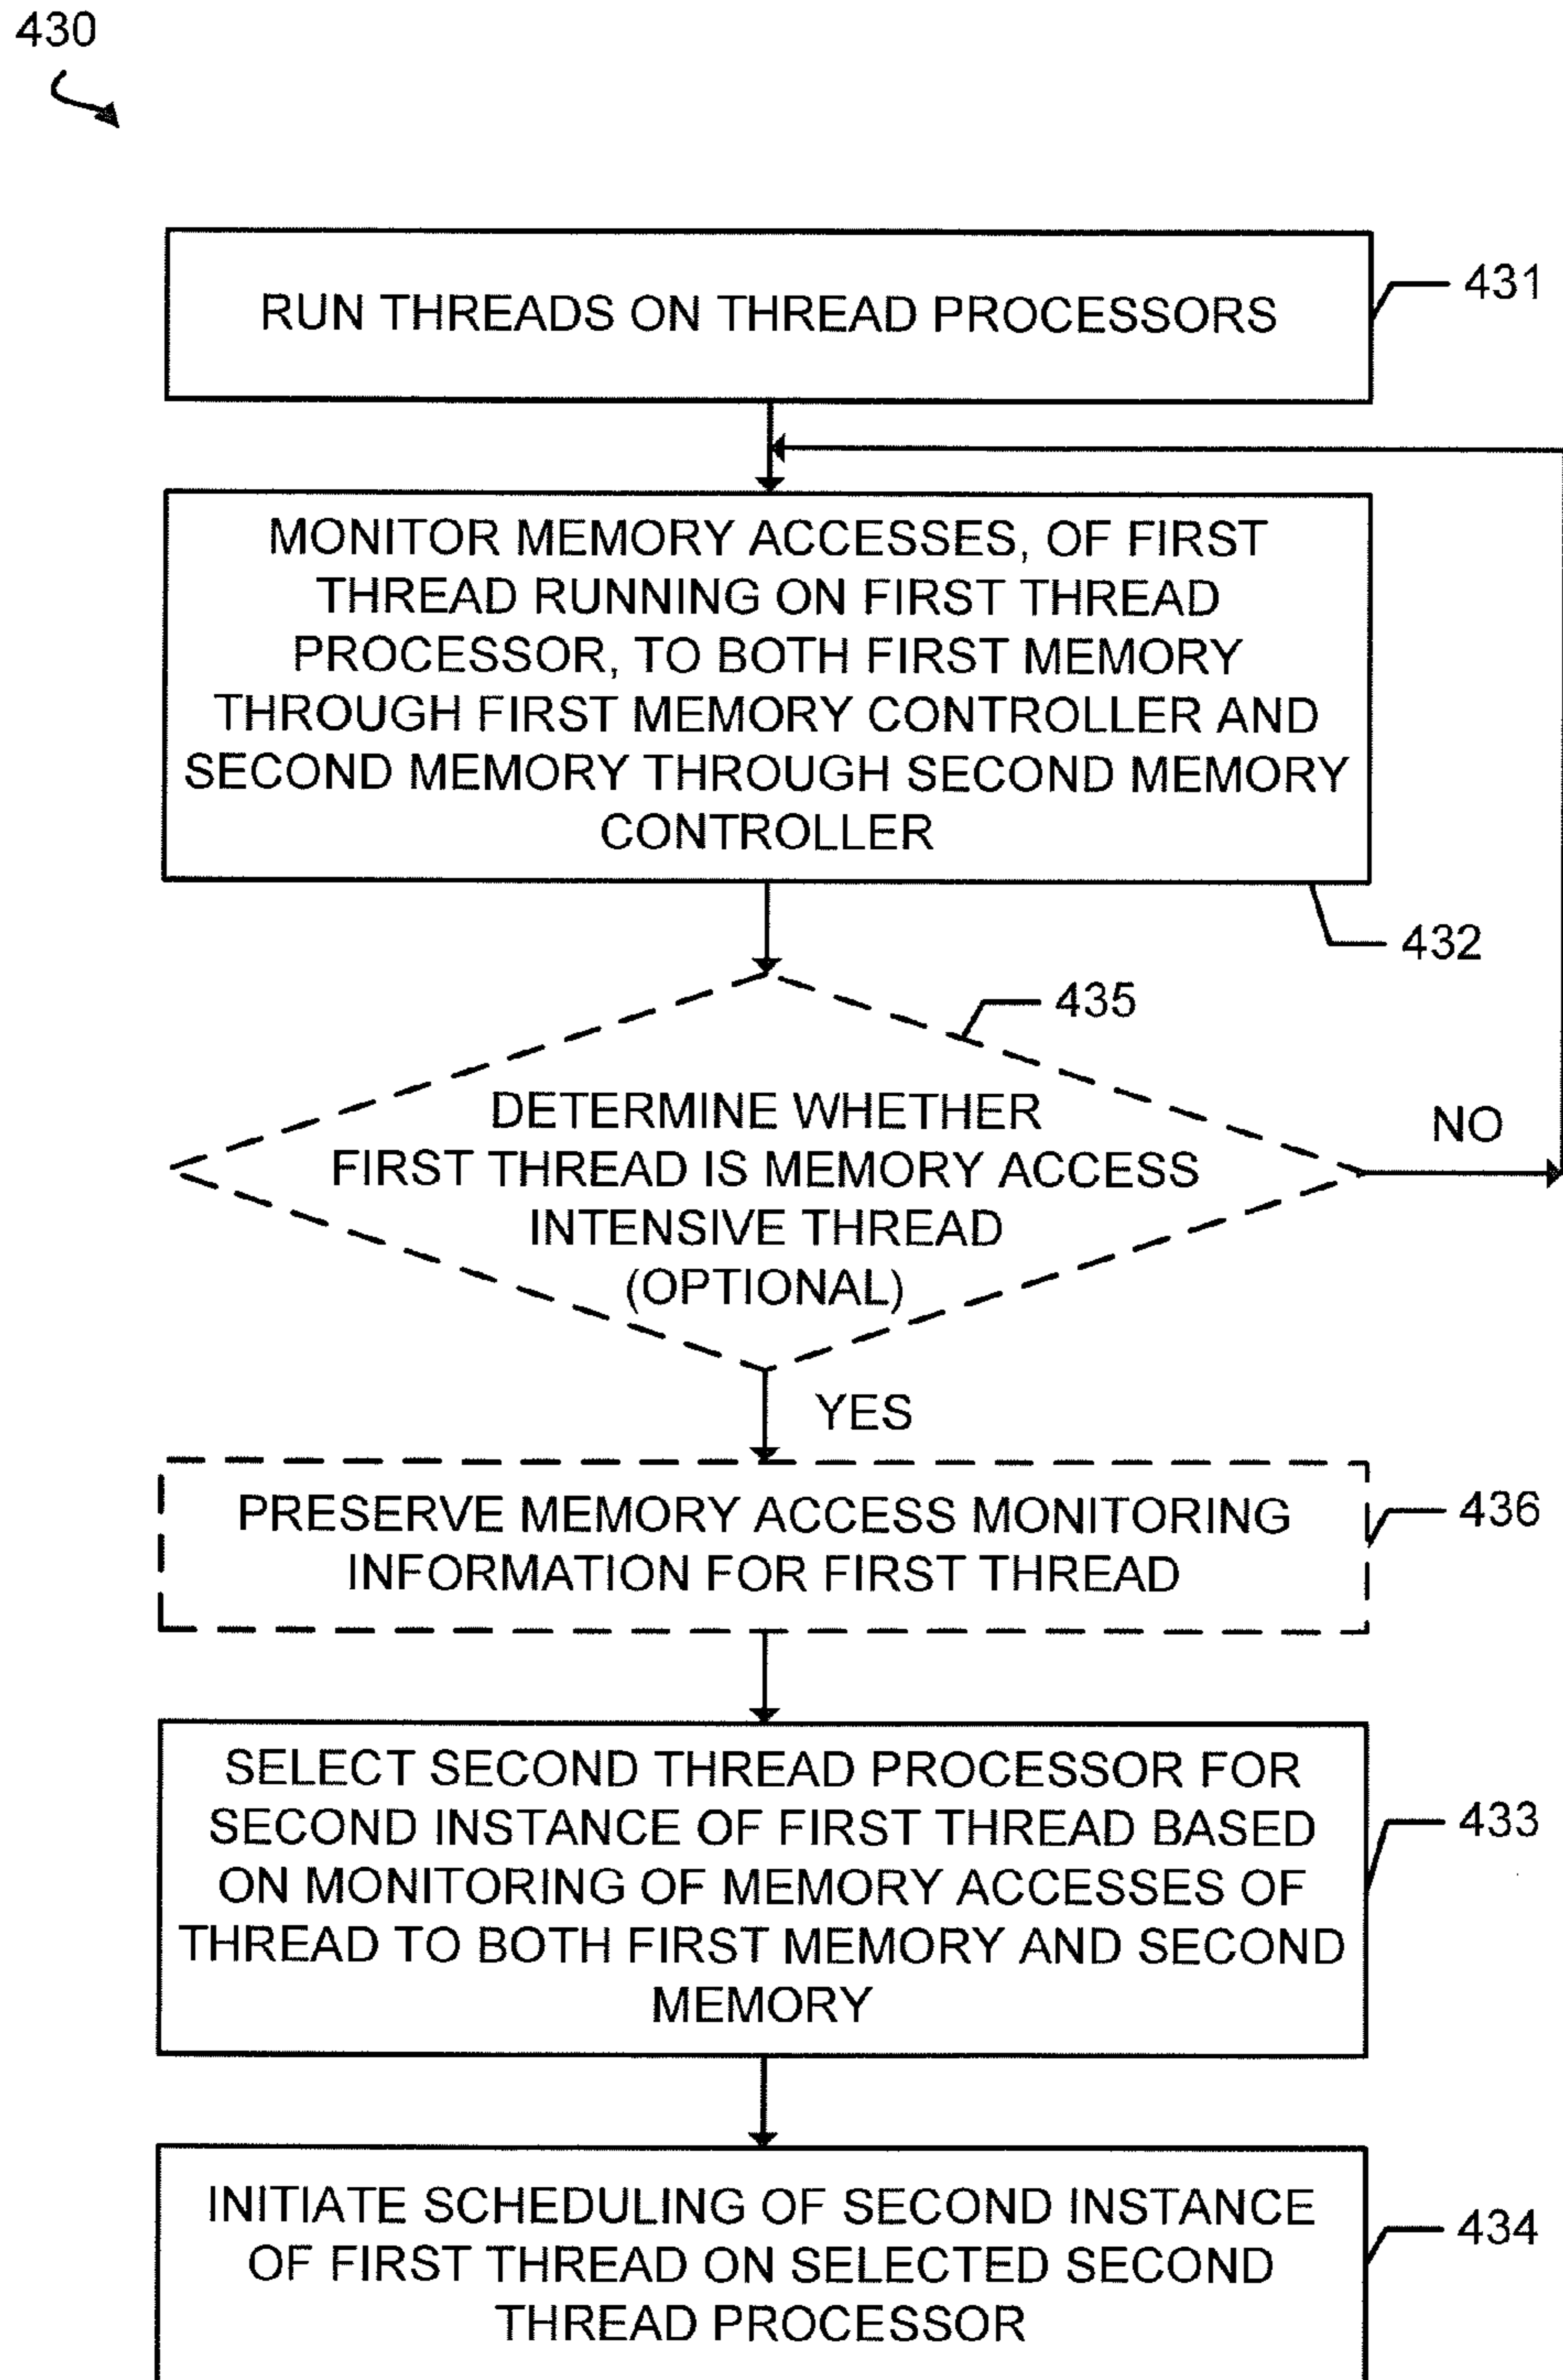 430
RUN THREADS ON THREAD PROCESSORS
431
MONITOR MEMORY ACCESSES, OF FIRST
THREAD RUNNING ON FIRST THREAD
PROCESSOR, TO BOTH FIRST MEMORY
THROUGH FIRST MEMORY CONTROLLER AND
SECOND MEMORY THROUGH SECOND MEMORY
CONTROLLER
432
435
DETERMINE WHETHER
FIRST THREAD IS MEMORY ACCESS
INTENSIVE THREAD
(OPTIONAL)
NO
YES
PRESERVE MEMORY ACCESS MONITORING
INFORMATION FOR FIRST THREAD
436
SELECT SECOND THREAD PROCESSOR FOR
SECOND INSTANCE OF FIRST THREAD BASED
ON MONITORING OF MEMORY ACCESSES OF
THREAD TO BOTH FIRST MEMORY AND SECOND
MEMORY
433
INITIATE SCHEDULING OF SECOND INSTANCE
OF FIRST THREAD ON SELECTED SECOND
THREAD PROCESSOR
434